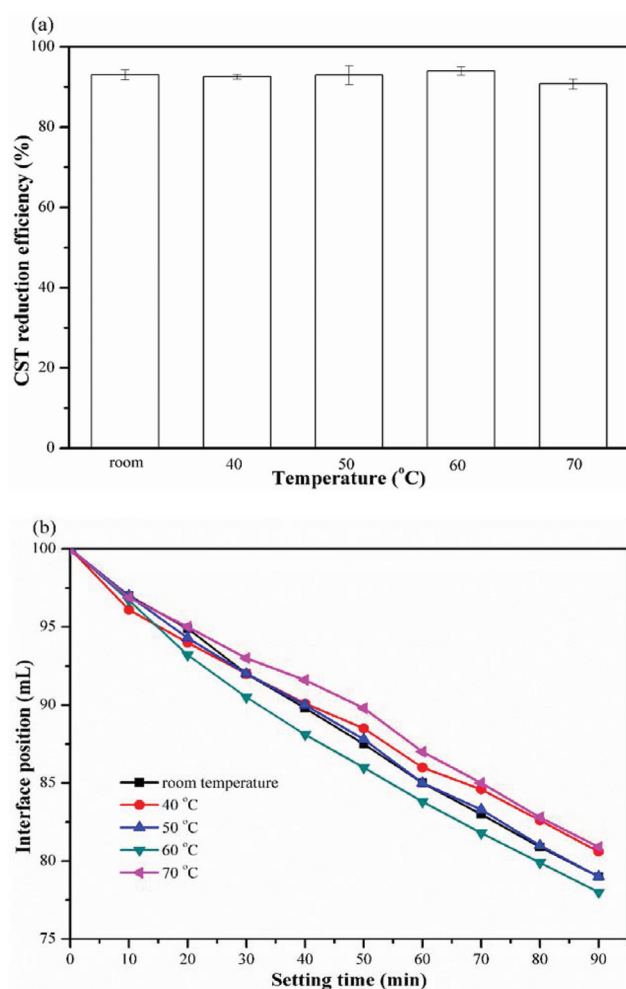 (a)
100
80
60
40
20
0
CST reduction efficiency (%)
room 40 50 60 70
Temperature (°C)
(b)
100
95
90
85
80
75
Interface position (mL)
room temperature
40 °C
50 °C
60 °C
70 °C
0 10 20 30 40 50 60 70 80 90
Setting time (min)